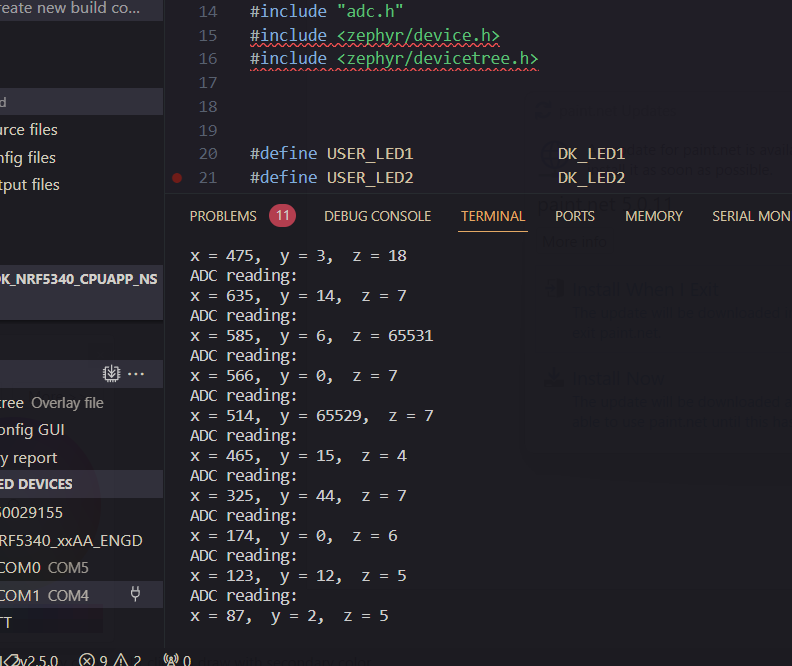 reate new build co...
d
urce files
nfig files
tput files
K_NRF5340_CPUAPP_NS
tree Overlay file
onfig GUI
y report
ED DEVICES
50029155
RF5340_xxAA_ENGD
COM0 COM5
COM1 COM4
TT
14 #include "adc.h"
15 #include <zephyr/device.h>
16 #include <zephyr/devicetree.h>
17
18
19
20 #define USER_LED1 DK_LED1
21 #define USER_LED2 DK_LED2
PROBLEMS 11 DEBUG CONSOLE TERMINAL PORTS MEMORY SERIAL MON
x = 475, y = 3, z = 18
ADC reading:
x = 635, y = 14, z = 7
ADC reading:
x = 585, y = 6, z = 65531
ADC reading:
x = 566, y = 0, z = 7
ADC reading:
x = 514, y = 65529, z = 7
ADC reading:
x = 465, y = 15, z = 4
ADC reading:
x = 325, y = 44, z = 7
ADC reading:
x = 174, y = 0, z = 6
ADC reading:
x = 123, y = 12, z = 5
ADC reading:
x = 87, y = 2, z = 5
v2.5.0 9 2 0